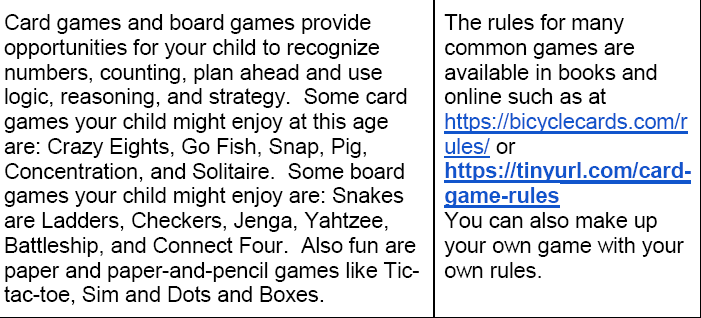 Card games and board games provide
opportunities for your child to recognize
numbers, counting, plan ahead and use
logic, reasoning, and strategy.  Some card
games your child might enjoy at this age
are: Crazy Eights, Go Fish, Snap, Pig,
Concentration, and Solitaire.  Some board
games your child might enjoy are: Snakes
are Ladders, Checkers, Jenga, Yahtzee,
Battleship, and Connect Four.  Also fun are
paper and paper-and-pencil games like Tic-
tac-toe, Sim and Dots and Boxes.
The rules for many
common games are
available in books and
online such as at
https://bicyclecards.com/r
ules/ or
https://tinyurl.com/card-
game-rules
You can also make up
your own game with your
own rules.